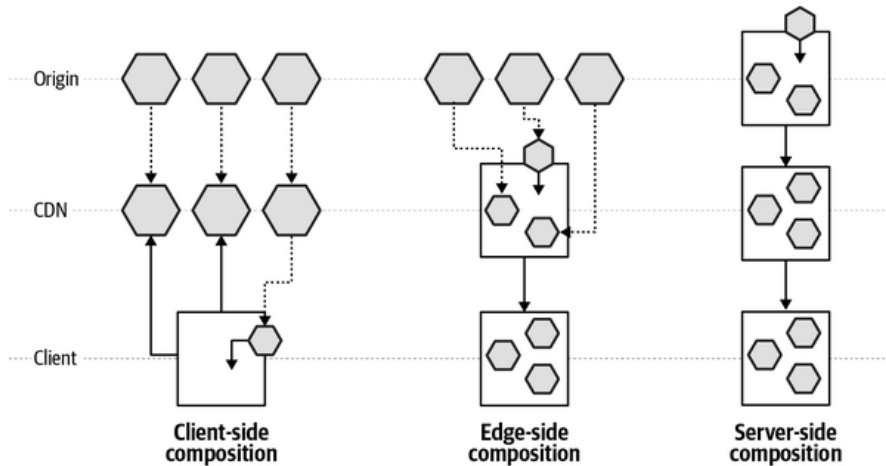 Origin
CDN
Client
Client-side
composition
Edge-side
composition
Server-side
composition